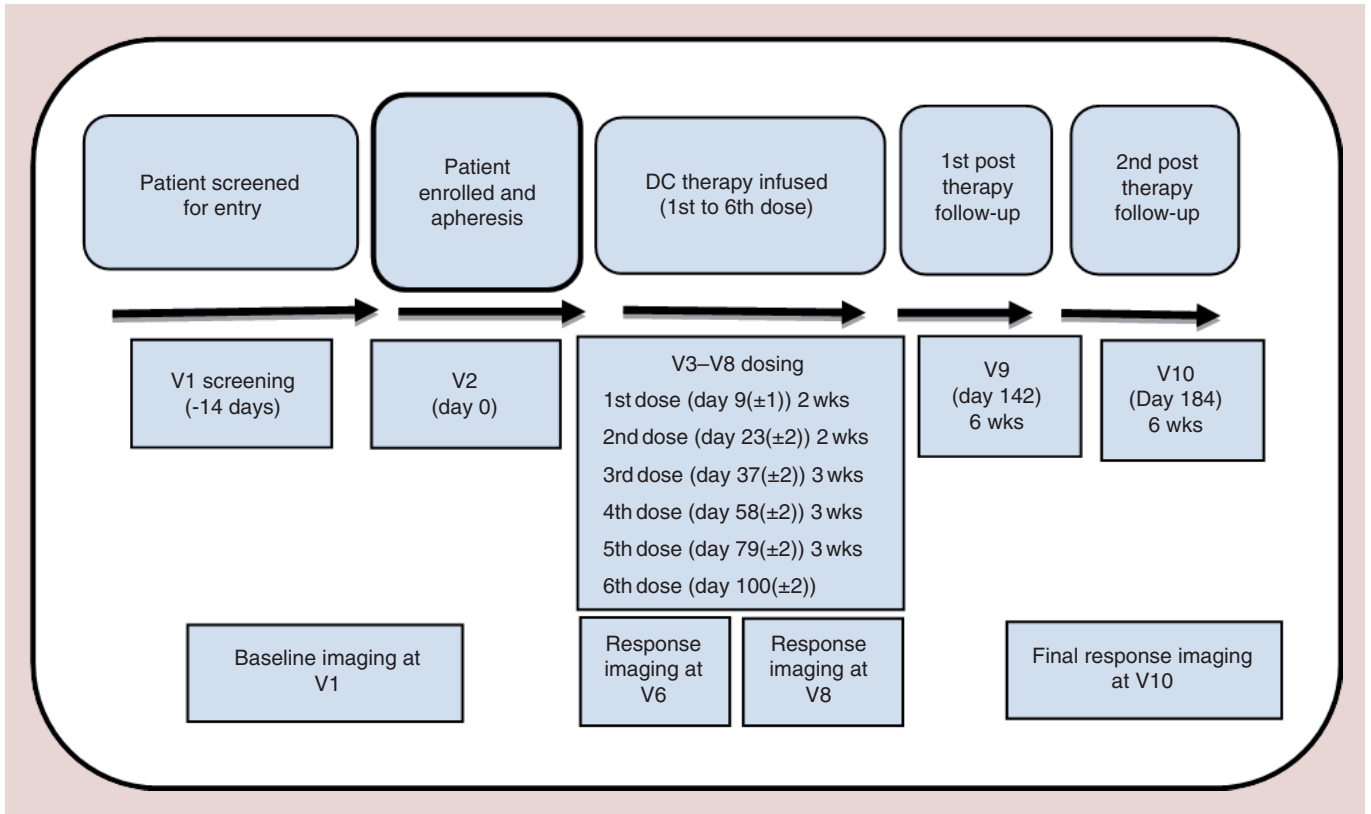 Patient screened
for entry
Patient
enrolled and
apheresis
DC therapy infused
(1st to 6th dose)
1st post
therapy
follow-up
2nd post
therapy
follow-up
V1 screening
(-14 days)
V2
(day 0)
V3–V8 dosing
1st dose (day 9(±1)) 2 wks
2nd dose (day 23(±2)) 2 wks
3rd dose (day 37(±2)) 3 wks
4th dose (day 58(±2)) 3 wks
5th dose (day 79(±2)) 3 wks
6th dose (day 100(±2))
V9
(day 142)
6 wks
V10
(Day 184)
6 wks
Baseline imaging at
V1
Response
imaging at
V6
Response
imaging at
V8
Final response imaging
at V10